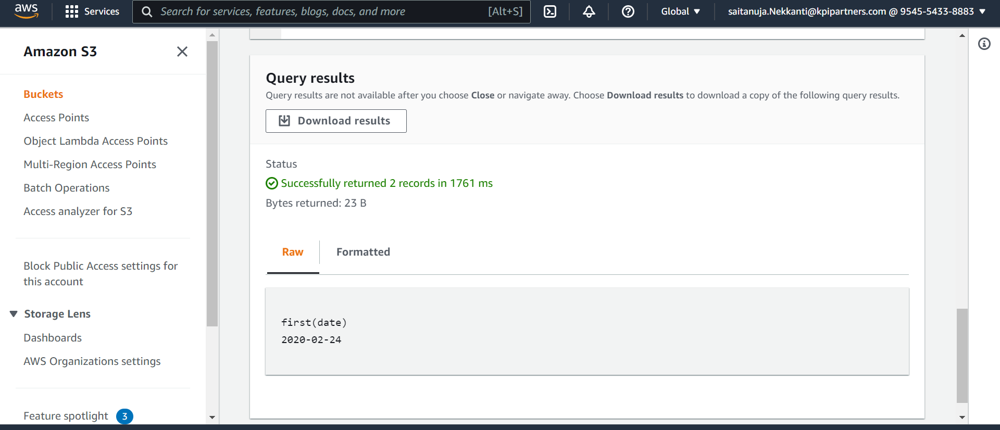 aws
Services
Search for services, features, blogs, docs, and more
[Alt+S]
Global
saitanuja.Nekkanti@kpipartners.com @ 9545-5433-8883
Amazon S3
Buckets
Access Points
Object Lambda Access Points
Multi-Region Access Points
Batch Operations
Access analyzer for S3
Block Public Access settings for
this account
Storage Lens
Dashboards
AWS Organizations settings
Feature spotlight 3
Query results
Query results are not available after you choose Close or navigate away. Choose Download results to download a copy of the following query results.
Download results
Status
Successfully returned 2 records in 1761 ms
Bytes returned: 23 B
Raw
Formatted
first(date)
2020-02-24